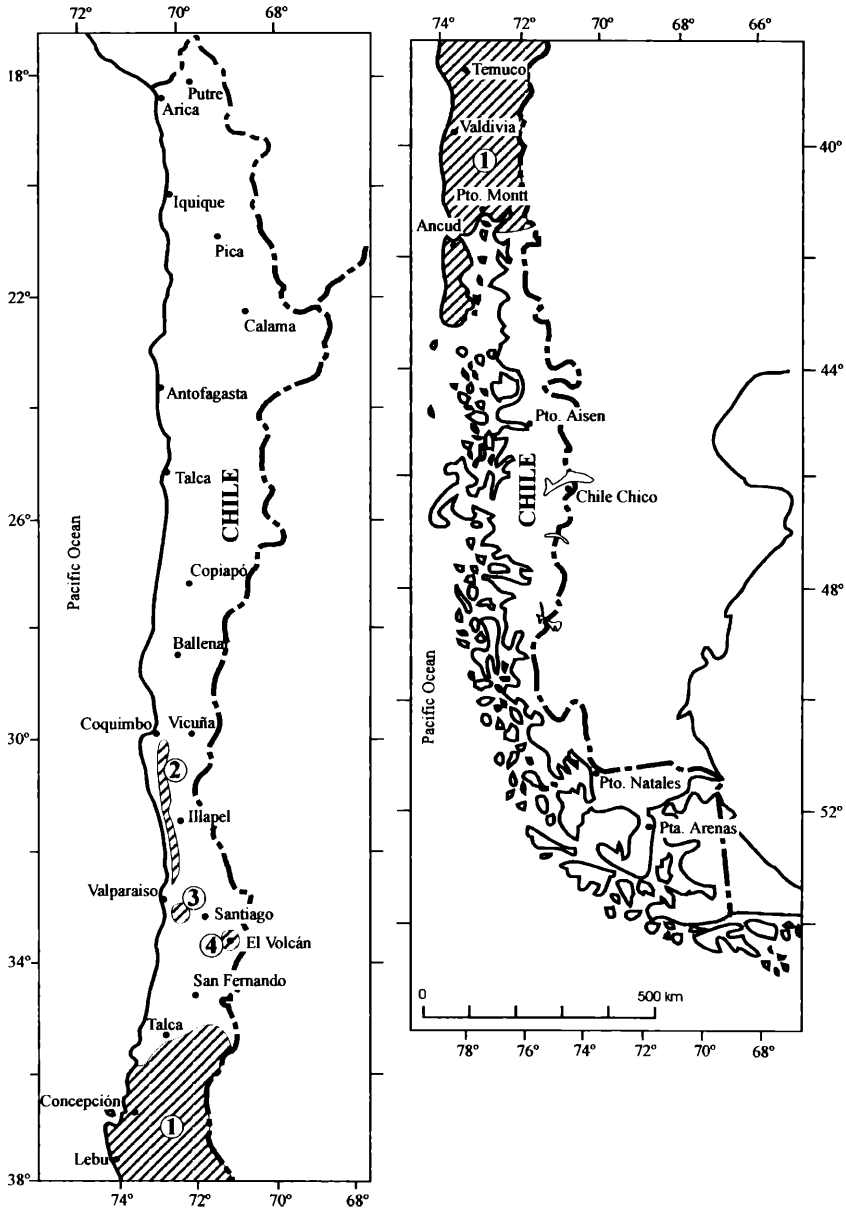 72° 70° 68°
18°
Putre
Arica
Iquique
Pica
22°
Calama
Antofagasta
Talca
CHILE
26°
Pacific Ocean
Copiapó
Ballena
Coquimbo Vicuña
30°
2
Illapel
Valparaiso
3
Santiago
4
El Volcán
34°
San Fernando
Talca
Concepción
1
Lebu
38°
74° 72° 70°
74° 72° 70° 68° 66°
Temuco
Valdivia
40°
1
Pto. Montt
Ancud
44°
Pto. Aisen
CHILE
Chile Chico
48°
Pacific Ocean
Pto. Natales
52°
Pta. Arenas
0 500 km
78° 76° 72° 70° 68°